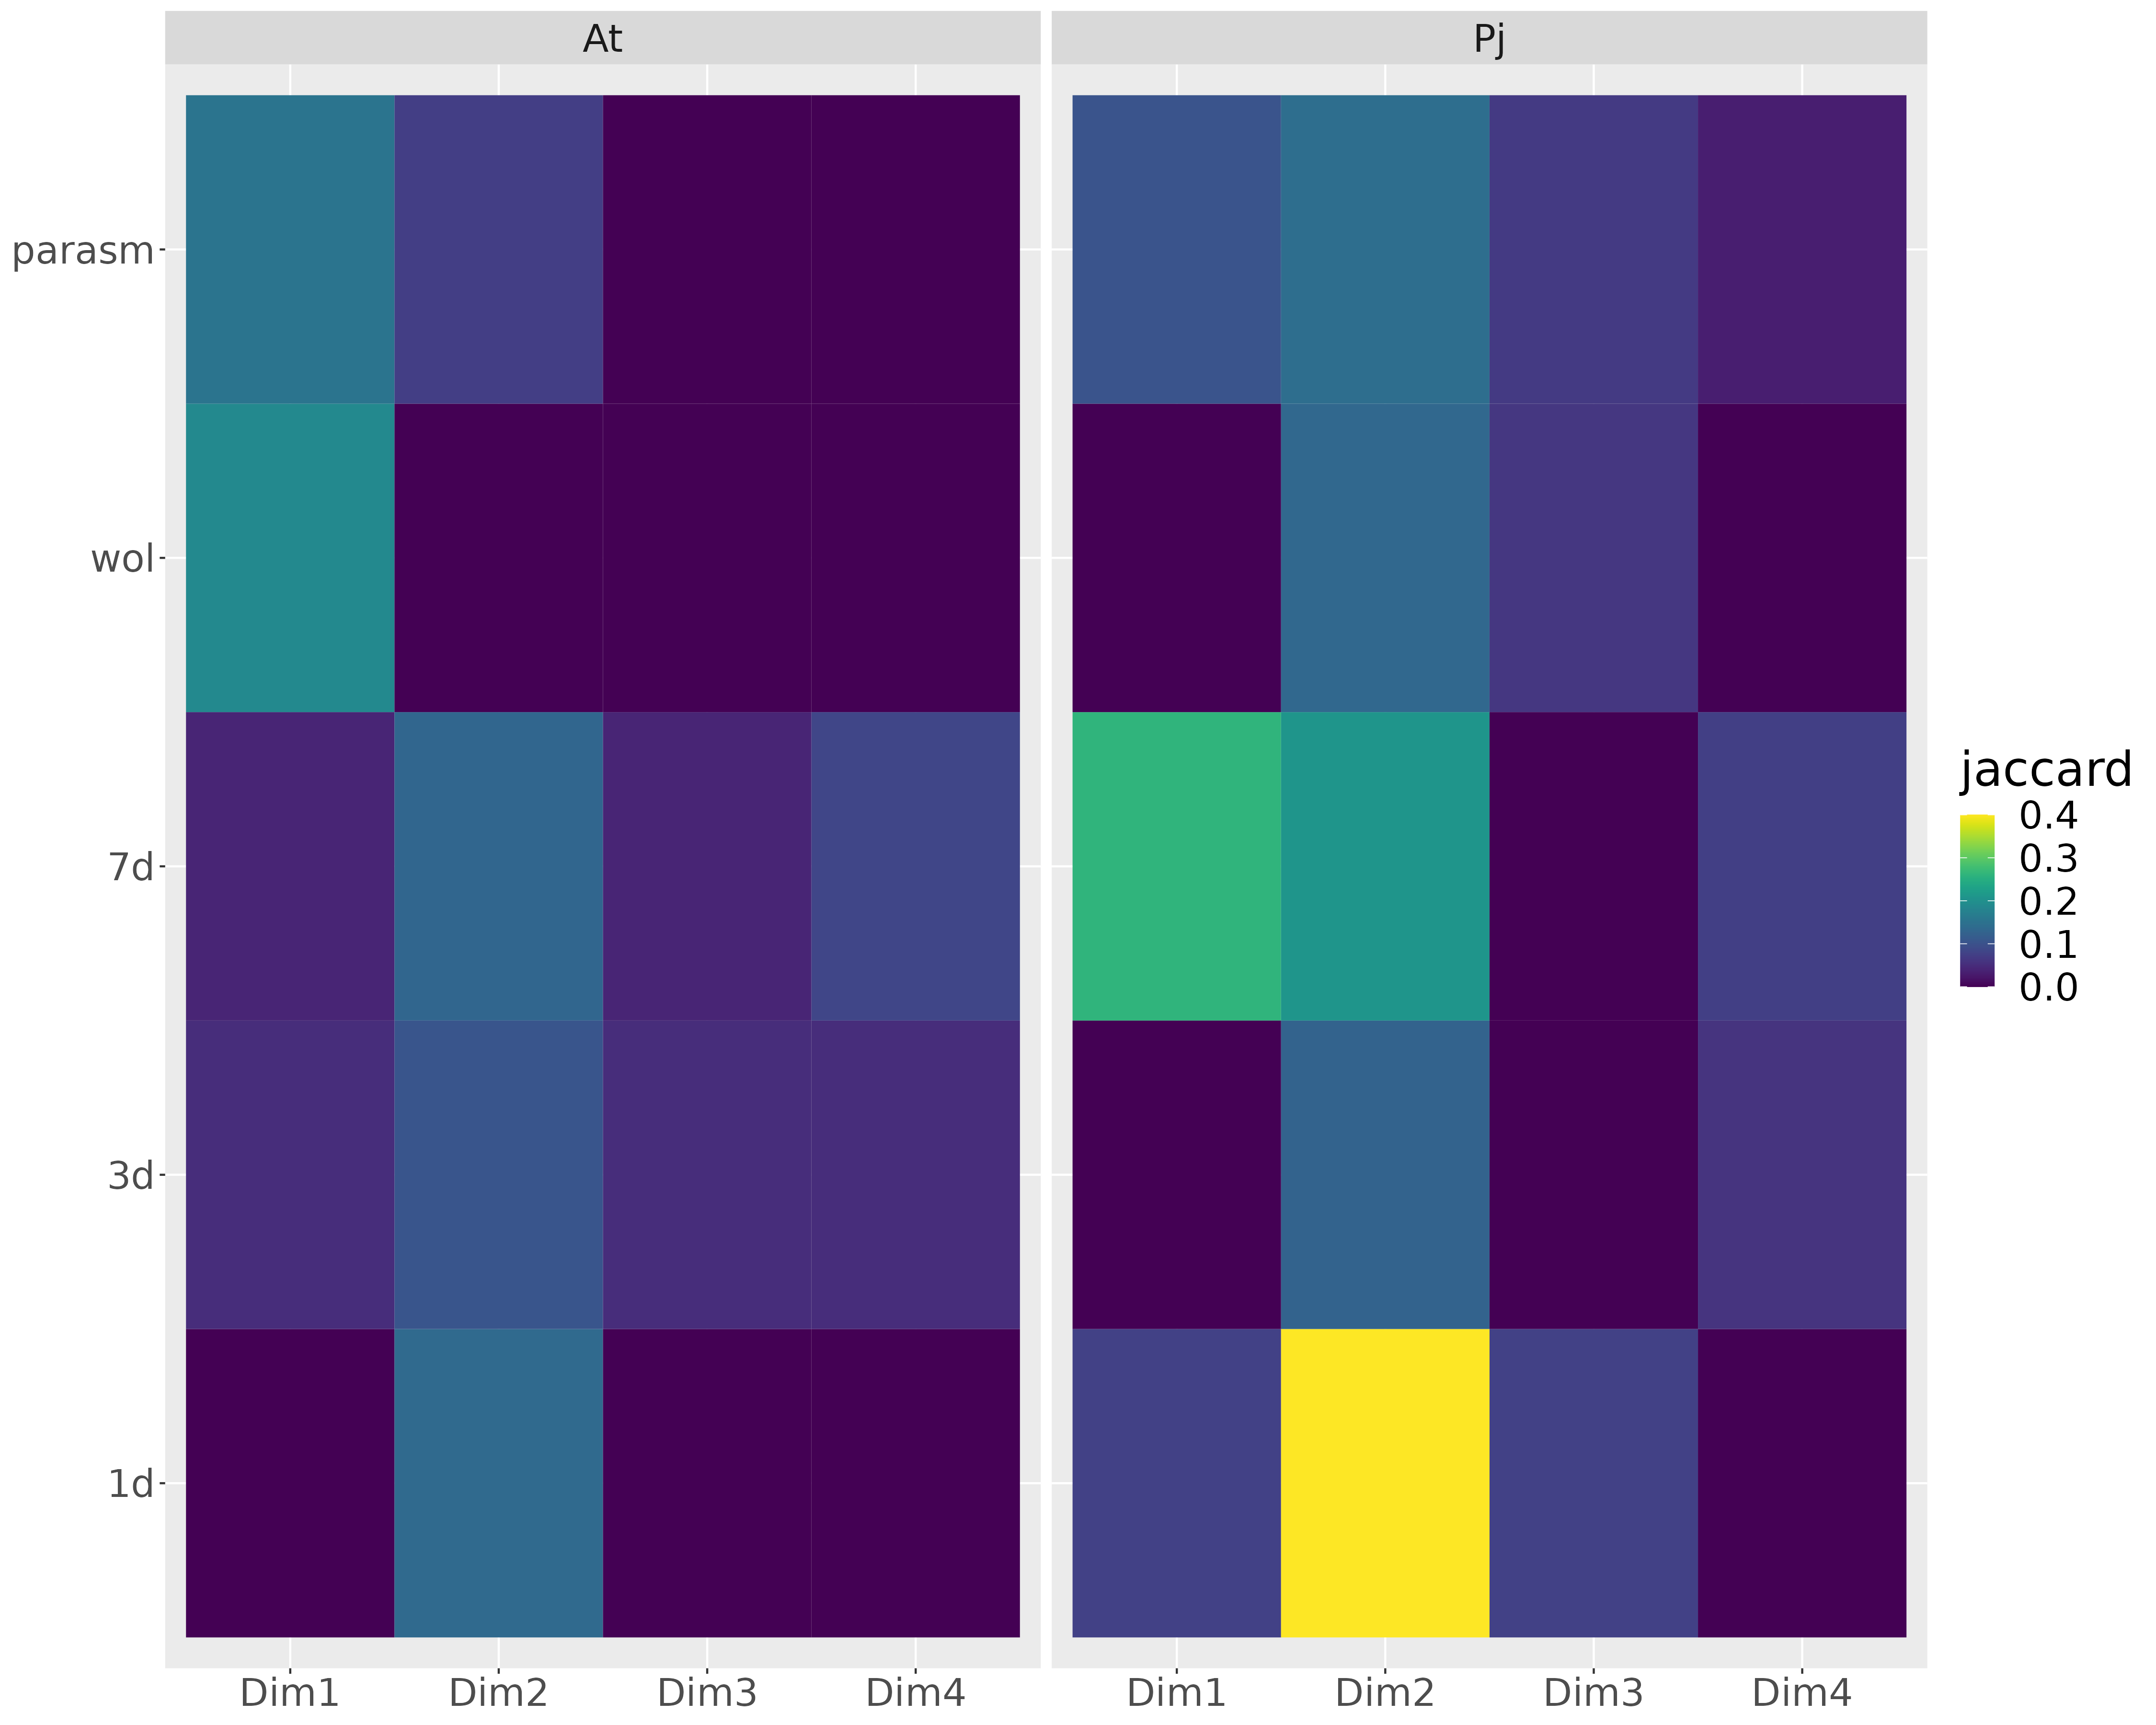 At
Pj
parasm
wol
7d
3d
1d
Dim1 Dim2 Dim3 Dim4
Dim1 Dim2 Dim3 Dim4
jaccard
0.4
0.3
0.2
0.1
0.0